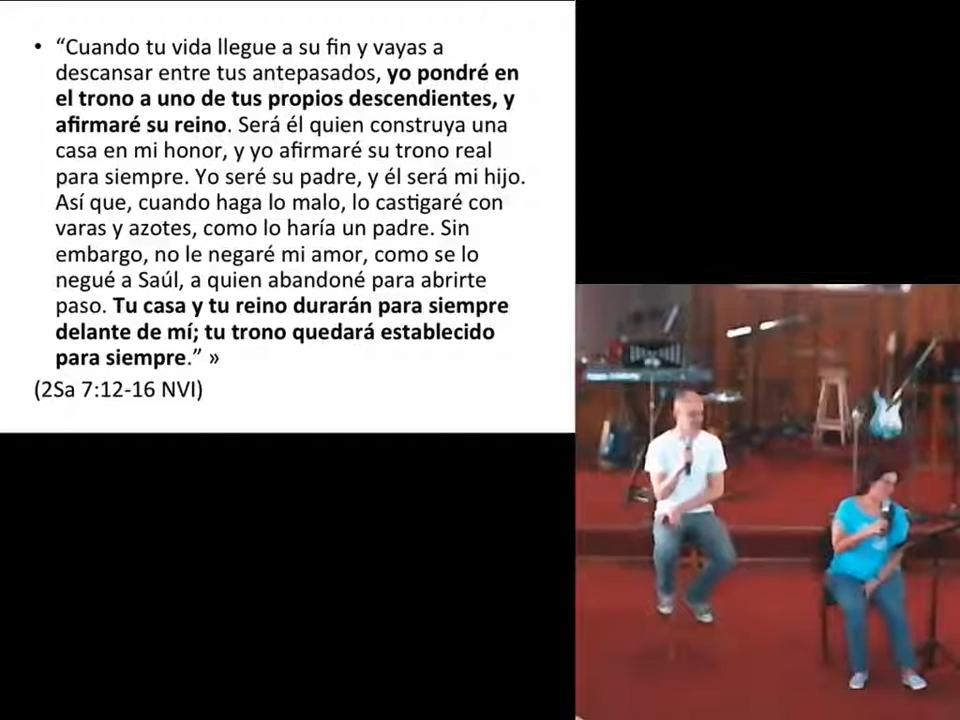 • “Cuando tu vida llegue a su fin y vayas a
descansar entre tus antepasados, yo pondré en
el trono a uno de tus propios descendientes, y
afirmaré su reino. Será él quien construya una
casa en mi honor, y yo afirmaré su trono real
para siempre. Yo seré su padre, y él será mi hijo.
Así que, cuando haga lo malo, lo castigaré con
varas y azotes, como lo haría un padre. Sin
embargo, no le negaré mi amor, como se lo
negué a Saúl, a quien abandoné para abrirte
paso. Tu casa y tu reino durarán para siempre
delante de mí; tu trono quedará establecido
para siempre.” »
(2Sa 7:12-16 NVI)